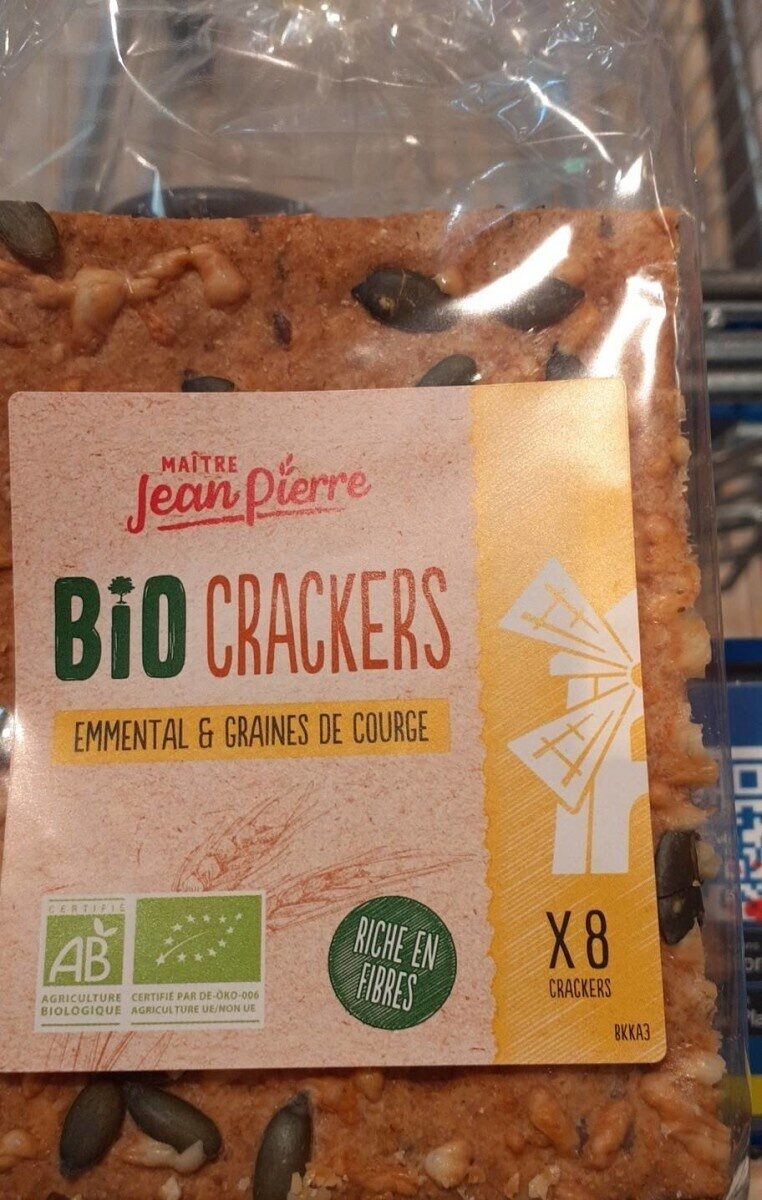 MAÎTRE
Jean Pierre
BiO CRACKERS
EMMENTAL & GRAINES DE COURGE
CERTIFIÉ
AB
AGRICULTURE
BIOLOGIQUE
CERTIFIÉ PAR DE-ÖKO-006
AGRICULTURE UE/NON UE
RICHE EN
FIBRES
X 8
CRACKERS
BKKA3